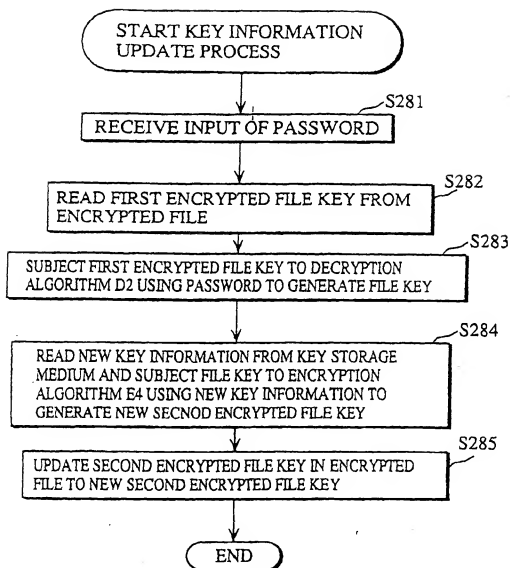 START KEY INFORMATION
UPDATE PROCESS
S281
RECEIVE INPUT OF PASSWORD
S282
READ FIRST ENCRYPTED FILE KEY FROM
ENCRYPTED FILE
S283
SUBJECT FIRST ENCRYPTED FILE KEY TO DECRYPTION
ALGORITHM D2 USING PASSWORD TO GENERATE FILE KEY
S284
READ NEW KEY INFORMATION FROM KEY STORAGE
MEDIUM AND SUBJECT FILE KEY TO ENCRYPTION
ALGORITHM E4 USING NEW KEY INFORMATION TO
GENERATE NEW SECNOD ENCRYPTED FILE KEY
S285
UPDATE SECOND ENCRYPTED FILE KEY IN ENCRYPTED
FILE TO NEW SECOND ENCRYPTED FILE KEY
END